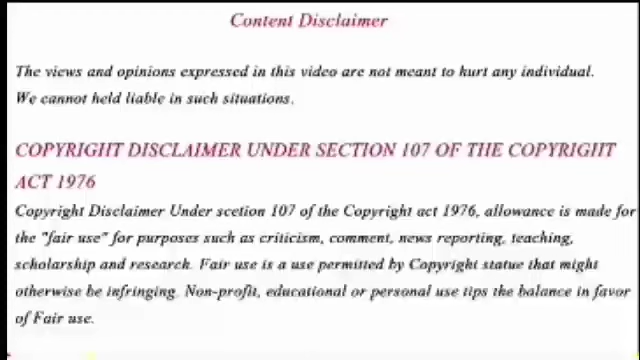 Content Disclaimer
The views and opinions expressed in this video are not meant to hurt any individual.
We cannot held liable in such situations.
COPYRIGHT DISCLAIMER UNDER SECTION 107 OF THE COPYRIGHT
ACT 1976
Copyright Disclaimer Under scetion 107 of the Copyright act 1976, allowance is made for
the "fair use" for purposes such as criticism, comment, news reporting, teaching,
scholarship and research. Fair use is a use permitted by Copyright statue that might
otherwise be infringing. Non-profit, educational or personal use tips the balance in favor
of Fair use.